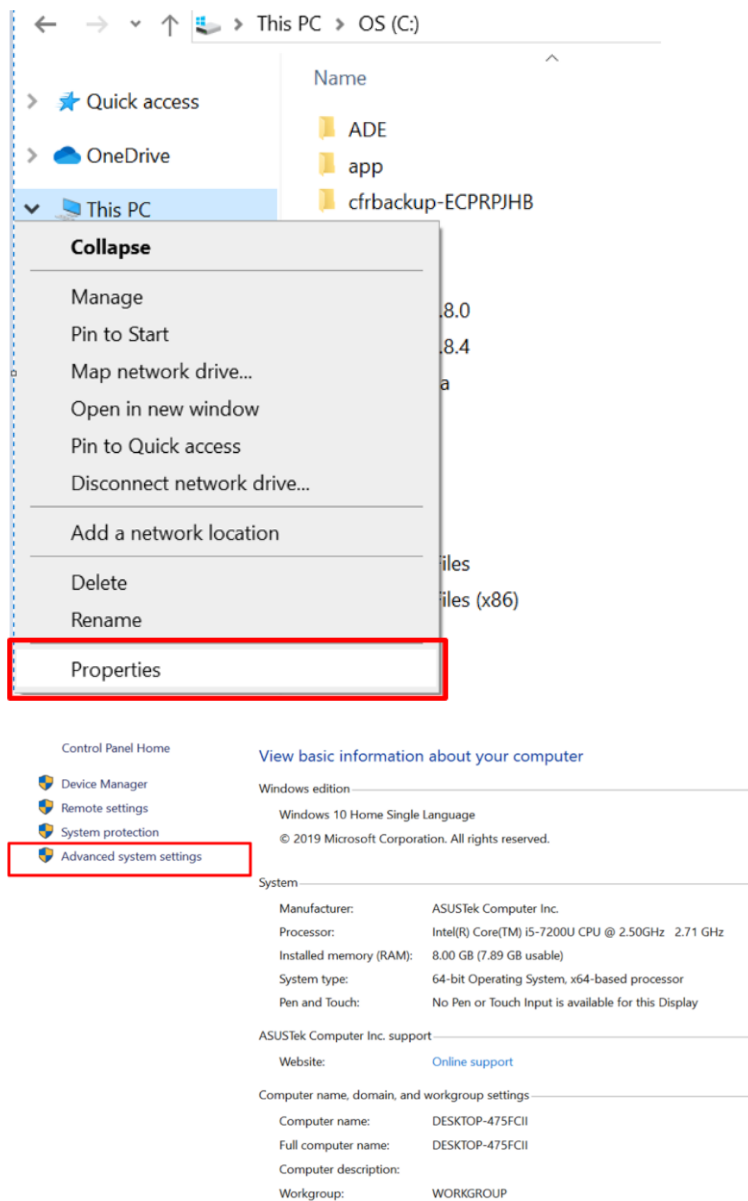 This PC > OS (C:)
Name
Quick access
ADE
OneDrive
app
This PC
cfrbackup-ECPRPJHB
Collapse
Manage
.8.0
Pin to Start
.8.4
Map network drive...
a
Open in new window
Pin to Quick access
Disconnect network drive...
Add a network location
iles
Delete
iles (x86)
Rename
Properties
Control Panel Home
Device Manager
Remote settings
System protection
Advanced system settings
View basic information about your computer
Windows edition
Windows 10 Home Single Language
© 2019 Microsoft Corporation. All rights reserved.
System
Manufacturer: ASUSTek Computer Inc.
Processor: Intel(R) Core(TM) i5-7200U CPU @ 2.50GHz 2.71 GHz
Installed memory (RAM): 8.00 GB (7.89 GB usable)
System type: 64-bit Operating System, x64-based processor
Pen and Touch: No Pen or Touch Input is available for this Display
ASUSTek Computer Inc. support
Website: Online support
Computer name, domain, and workgroup settings
Computer name: DESKTOP-475FCII
Full computer name: DESKTOP-475FCII
Computer description:
Workgroup: WORKGROUP